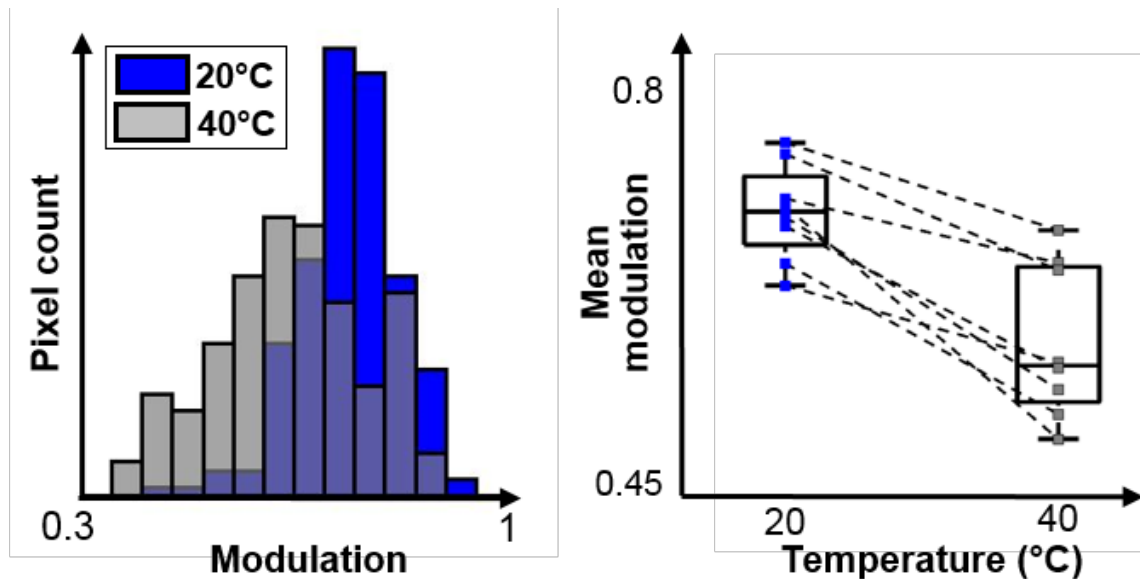 20°C
40°C
Pixel count
0.3
1
Modulation
0.8
Mean
modulation
0.45
20
40
Temperature (°C)